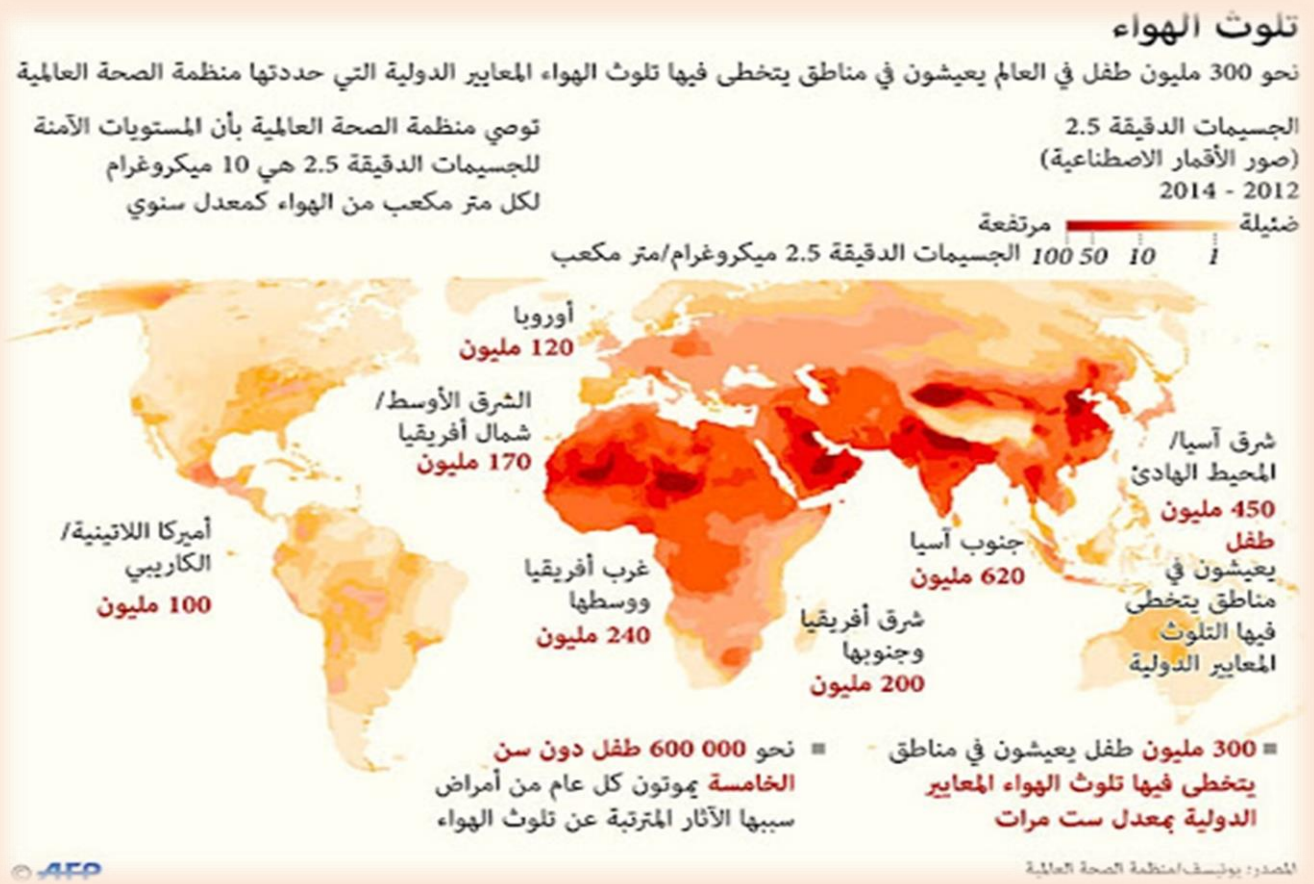 تلوث الهواء
نحو 300 مليون طفل في العالم يعيشون في مناطق يتخطى فيها تلوث الهواء المعايير الدولية التي حددتها منظمة الصحة العالمية
الجسيمات الدقيقة 2.5
(صور الأقمار الاصطناعية)
2012 - 2014
ضئيلة
مرتفعة
1 10 50 100 الجسيمات الدقيقة 2.5 ميكروغرام/متر مكعب
توصي منظمة الصحة العالمية بأن المستويات الآمنة
للجسيمات الدقيقة 2.5 هي 10 ميكروغرام
لكل متر مكعب من الهواء كمعدل سنوي
أوروبا
120 مليون
الشرق الأوسط/
شمال أفريقيا
170 مليون
شرق آسيا/
المحيط الهادئ
450 مليون
طفل
يعيشون في
مناطق يتخطى
فيها التلوث
المعايير الدولية
جنوب آسيا
620 مليون
أميركا اللاتينية/
الكاريبي
100 مليون
غرب أفريقيا
ووسطها
240 مليون
شرق أفريقيا
وجنوبها
200 مليون
300 مليون طفل يعيشون في مناطق
يتخطى فيها تلوث الهواء المعايير
الدولية بمعدل ست مرات
نحو 000 600 طفل دون سن
الخامسة يموتون كل عام من أمراض
سببها الآثار المترتبة عن تلوث الهواء
المصدر: يونيسف/منظمة الصحة العالمية
© AFP